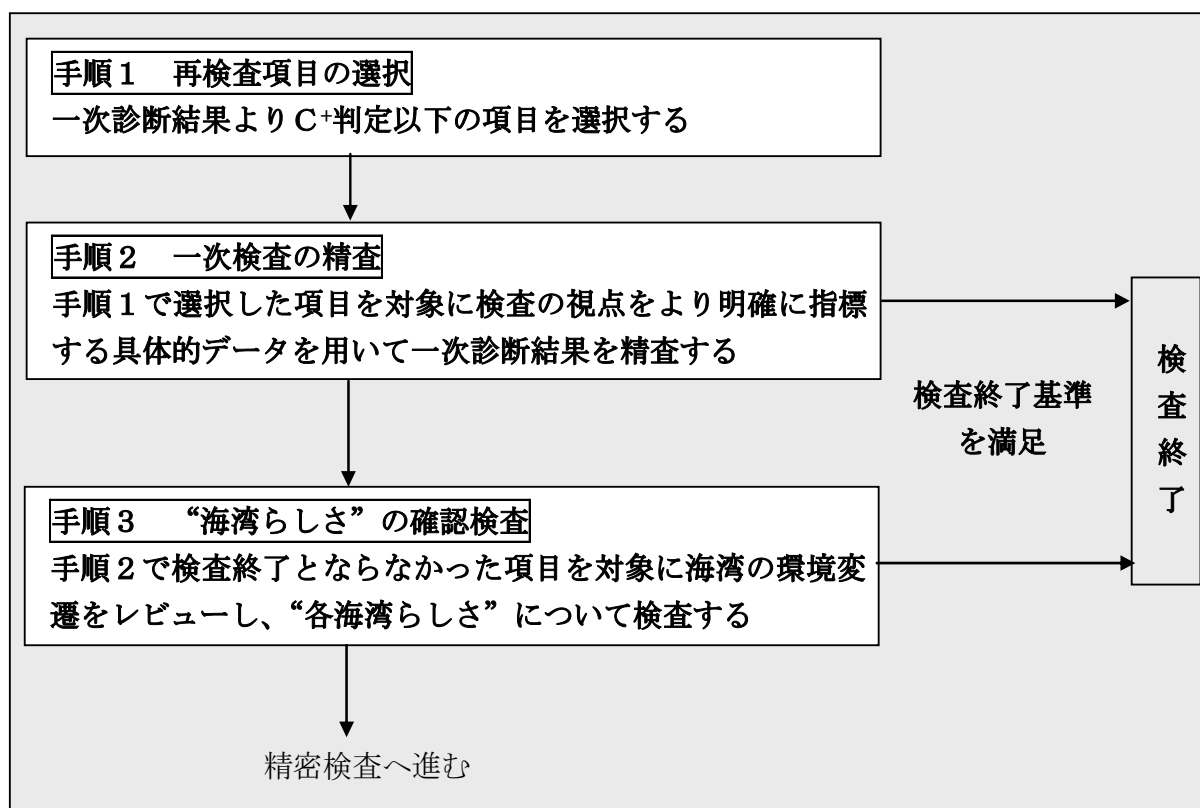 手順１　再検査項目の選択
一次診断結果よりＣ⁺判定以下の項目を選択する
手順２　一次検査の精査
手順１で選択した項目を対象に検査の視点をより明確に指標
する具体的データを用いて一次診断結果を精査する
検査終了基準
を満足
検査終了
手順３　“海湾らしさ”の確認検査
手順２で検査終了とならなかった項目を対象に海湾の環境変
遷をレビューし、“各海湾らしさ”について検査する
精密検査へ進む